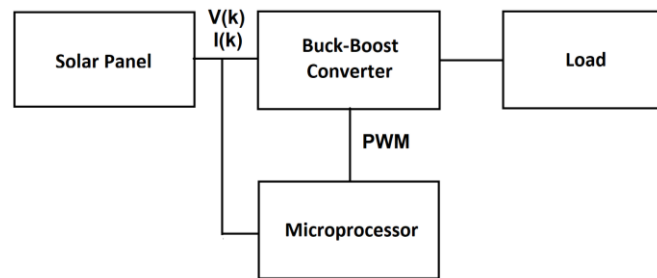 V(k)
I(k)
Solar Panel
Buck-Boost
Converter
Load
PWM
Microprocessor